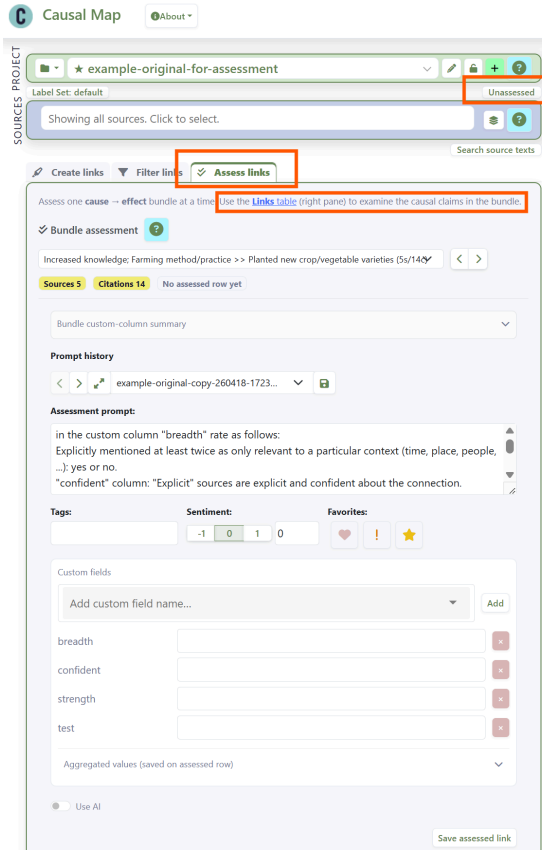 C Causal Map About
PROJECT
★ example-original-for-assessment + ?
Label Set: default Unassessed
SOURCES
Showing all sources. Click to select. ?
Search source texts
Create links Filter links Assess links
Assess one cause → effect bundle at a time. Use the Links table (right pane) to examine the causal claims in the bundle.
Bundle assessment ?
Increased knowledge; Farming method/practice >> Planted new crop/vegetable varieties (5s/14c) < >
Sources 5 Citations 14 No assessed row yet
Bundle custom-column summary
Prompt history
< > example-original-copy-260418-1723...
Assessment prompt:
in the custom column "breadth" rate as follows:
Explicitly mentioned at least twice as only relevant to a particular context (time, place, people,
...): yes or no.
"confident" column: "Explicit" sources are explicit and confident about the connection.
Tags: Sentiment: Favorites:
-1 0 1 0 !
Custom fields
Add custom field name... Add
breadth ×
confident ×
strength ×
test ×
Aggregated values (saved on assessed row)
Use AI
Save assessed link